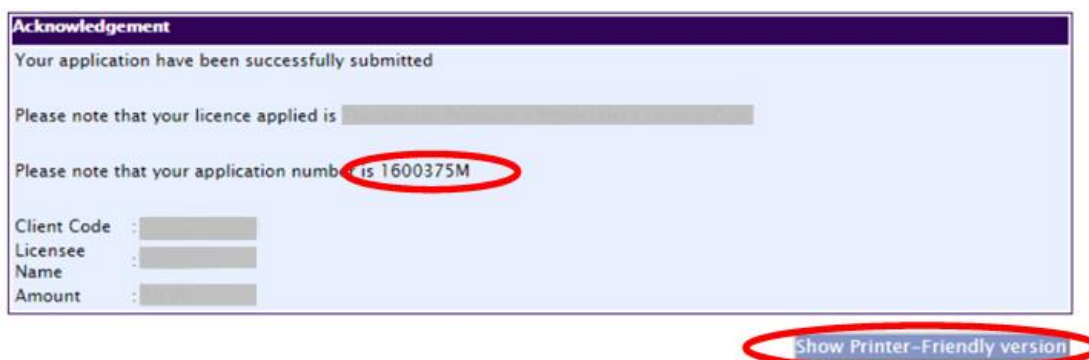 Acknowledgement
Your application have been successfully submitted
Please note that your licence applied is
Please note that your application number is 1600375M
Client Code :
Licensee
Name :
Amount :
Show Printer-Friendly version